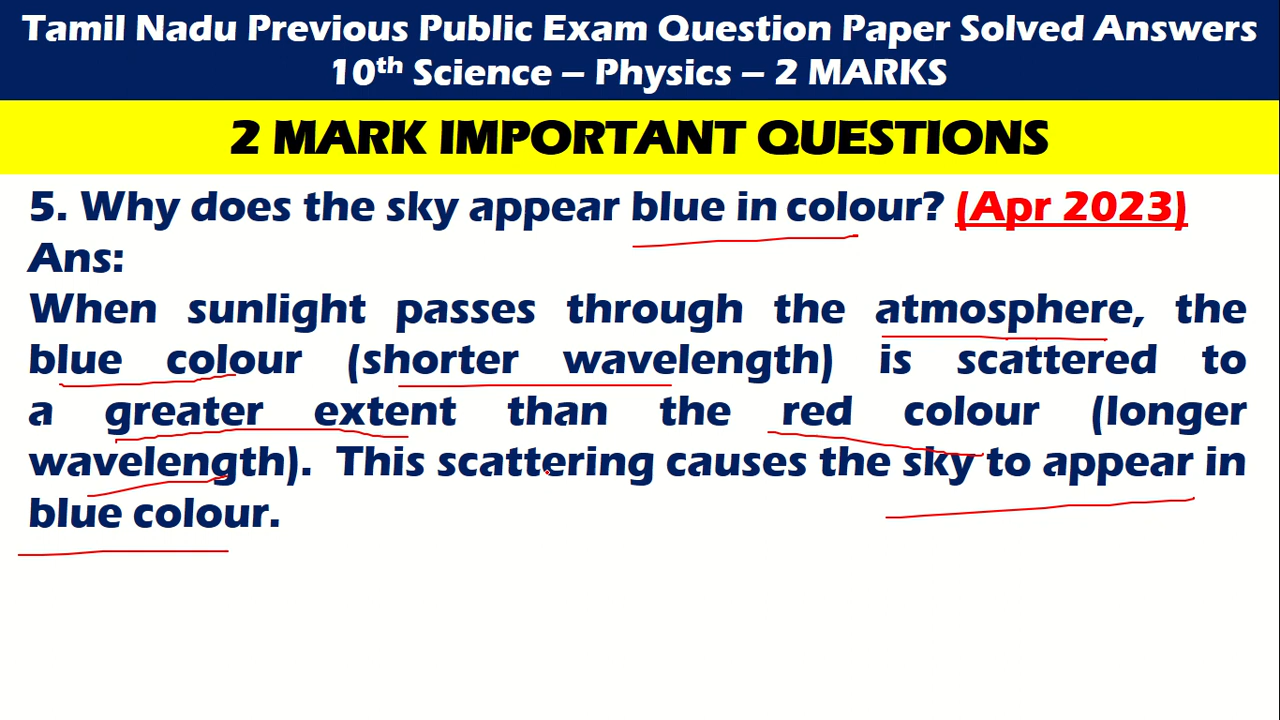 Tamil Nadu Previous Public Exam Question Paper Solved Answers
10th Science – Physics – 2 MARKS
2 MARK IMPORTANT QUESTIONS
5. Why does the sky appear blue in colour? (Apr 2023)
Ans:
When sunlight passes through the atmosphere, the
blue colour (shorter wavelength) is scattered to
a greater extent than the red colour (longer
wavelength). This scattering causes the sky to appear in
blue colour.